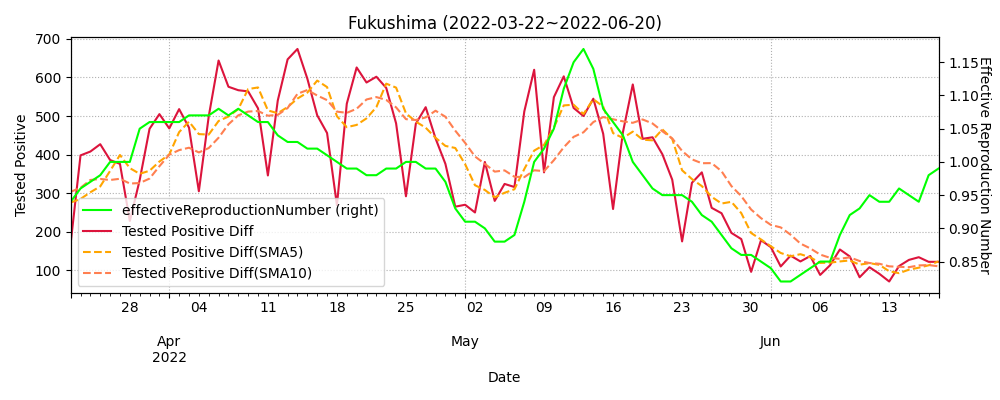 Fukushima (2022-03-22~2022-06-20)
Tested Positive
700
600
500
400
300
200
100
1.15
1.10
1.05
1.00
0.95
0.90
0.85
Effective Reproduction Number
effectiveReproductionNumber (right)
Tested Positive Diff
Tested Positive Diff(SMA5)
Tested Positive Diff(SMA10)
28 04 11 18 25 02 09 16 23 30 06 13
Apr May Jun
2022
Date